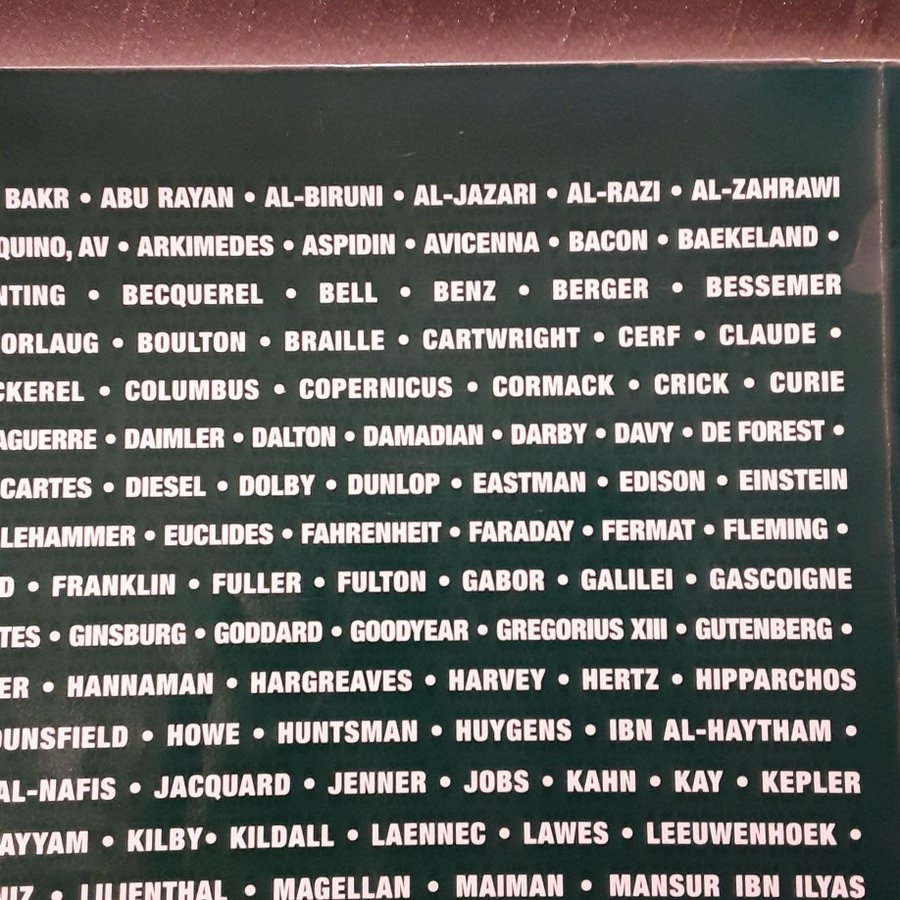 BAKR • ABU RAYAN • AL-BIRUNI • AL-JAZARI • AL-RAZI • AL-ZAHRAWI
QUINO, AV • ARKIMEDES • ASPIDIN • AVICENNA • BACON • BAEKELAND •
NTING • BECQUEREL • BELL • BENZ • BERGER • BESSEMER
ORLAUG • BOULTON • BRAILLE • CARTWRIGHT • CERF • CLAUDE •
CKEREL • COLUMBUS • COPERNICUS • CORMACK • CRICK • CURIE
AGUERRE • DAIMLER • DALTON • DAMADIAN • DARBY • DAVY • DE FOREST •
CARTES • DIESEL • DOLBY • DUNLOP • EASTMAN • EDISON • EINSTEIN
LEHAMMER • EUCLIDES • FAHRENHEIT • FARADAY • FERMAT • FLEMING •
D • FRANKLIN • FULLER • FULTON • GABOR • GALILEI • GASCOIGNE
TES • GINSBURG • GODDARD • GOODYEAR • GREGORIUS XIII • GUTENBERG •
ER • HANNAMAN • HARGREAVES • HARVEY • HERTZ • HIPPARCHOS
OUNSFIELD • HOWE • HUNTSMAN • HUYGENS • IBN AL-HAYTHAM •
AL-NAFIS • JACQUARD • JENNER • JOBS • KAHN • KAY • KEPLER
AYYAM • KILBY• KILDALL • LAENNEC • LAWES • LEEUWENHOEK •
NIZ • LILIENTHAL • MAGELLAN • MAIMAN • MANSUR IBN ILYAS